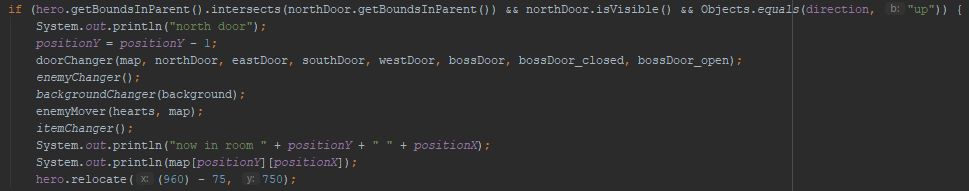 if (hero.getBoundsInParent().intersects(northDoor.getBoundsInParent()) && northDoor.isVisible() && Objects.equals(direction, b: "up")) {
System.out.println("north door");
positionY = positionY - 1;
doorChanger(map, northDoor, eastDoor, southDoor, westDoor, bossDoor, bossDoor_closed, bossDoor_open);
enemyChanger();
backgroundChanger(background);
enemyMover(hearts, map);
itemChanger();
System.out.println("now in room " + positionY + " " + positionX);
System.out.println(map[positionY][positionX]);
hero.relocate( x: (960) - 75, y: 750);